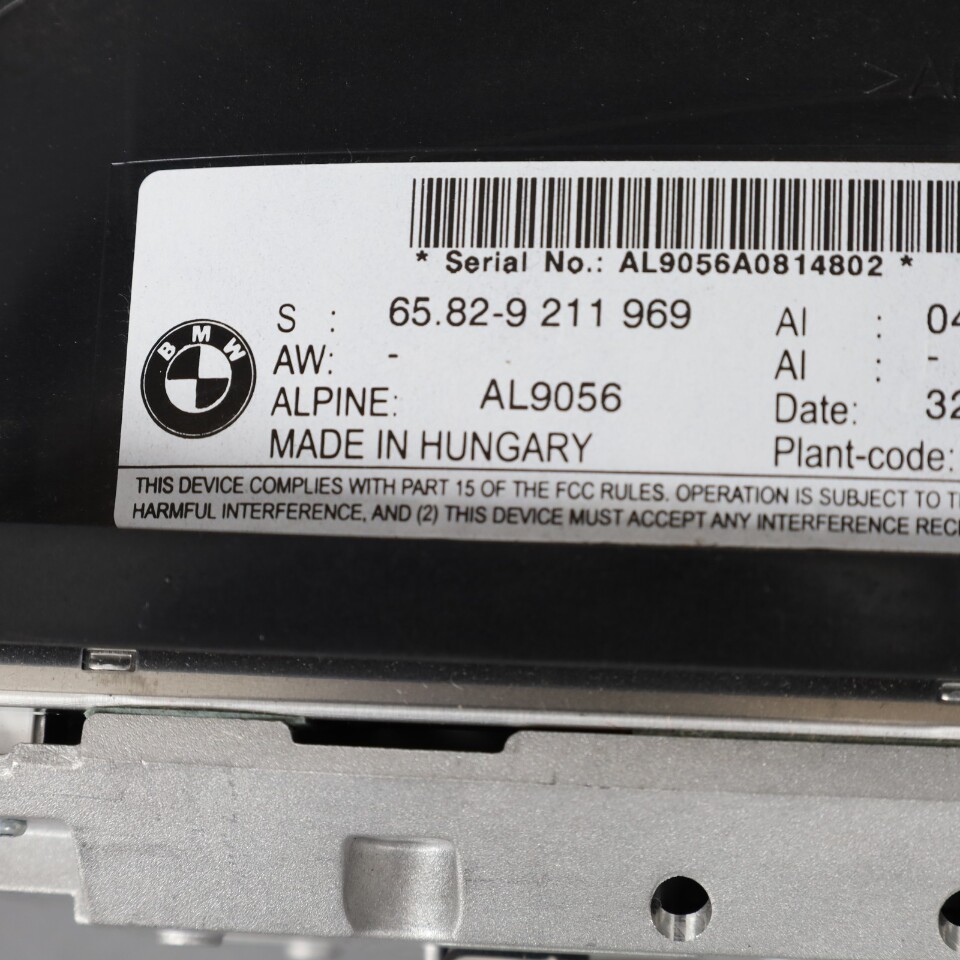 * Serial No.: AL9056A0814802 *
BMW
S : 65.82-9 211 969
AW: -
ALPINE: AL9056
MADE IN HUNGARY
AI : 04
AI : -
Date: 32
Plant-code:
THIS DEVICE COMPLIES WITH PART 15 OF THE FCC RULES. OPERATION IS SUBJECT TO
HARMFUL INTERFERENCE, AND (2) THIS DEVICE MUST ACCEPT ANY INTERFERENCE